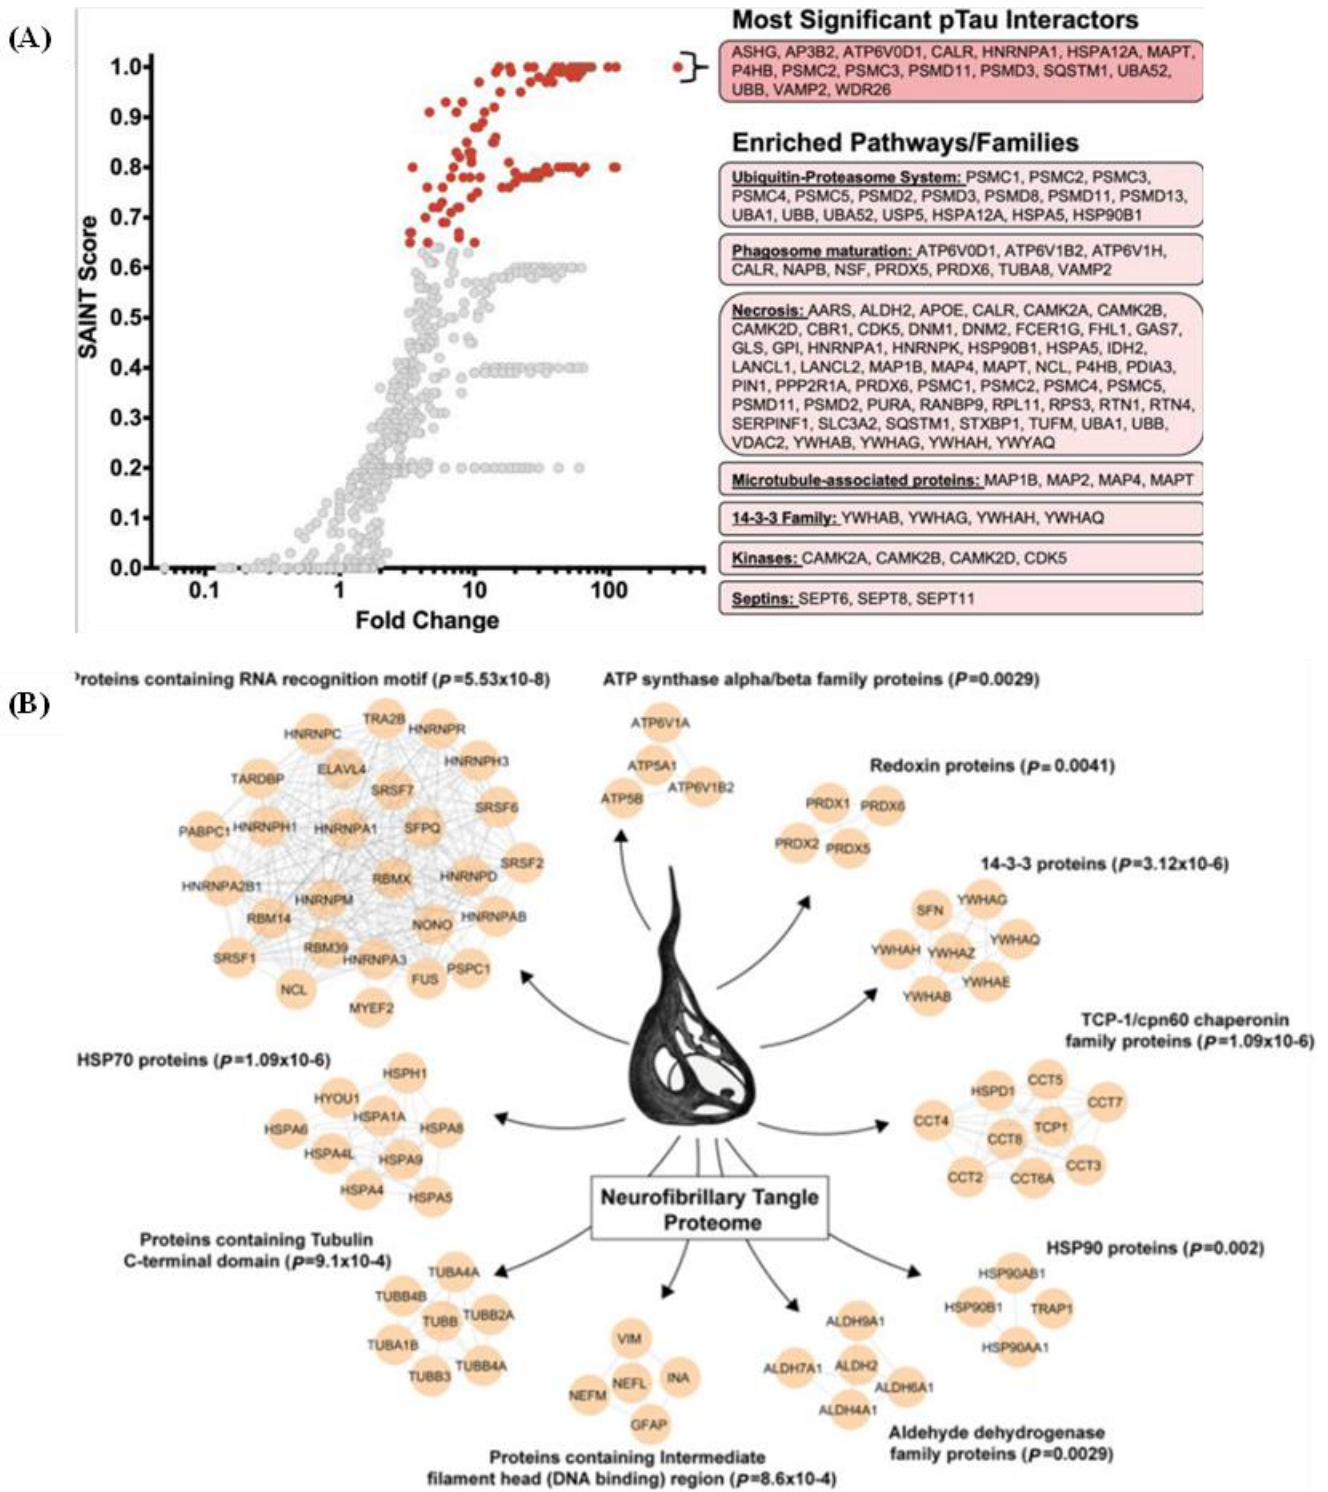 (A)
Most Significant pTau Interactors
ASHG, AP3B2, ATP6V0D1, CALR, HNRNPA1, HSPA12A, MAPT,
P4HB, PSMC2, PSMC3, PSMD11, PSMD3, SQSTM1, UBA52,
UBB, VAMP2, WDR26
Enriched Pathways/Families
Ubiquitin-Proteasome System: PSMC1, PSMC2, PSMC3,
PSMC4, PSMC5, PSMD2, PSMD3, PSMD8, PSMD11, PSMD13,
UBA1, UBB, UBA52, USP5, HSPA12A, HSPA5, HSP90B1
Phagosome maturation: ATP6V0D1, ATP6V1B2, ATP6V1H,
CALR, NAPB, NSF, PRDX5, PRDX6, TUBA8, VAMP2
Necrosis: AARS, ALDH2, APOE, CALR, CAMK2A, CAMK2B,
CAMK2D, CBR1, CDK5, DNM1, DNM2, FCER1G, FHL1, GAS7,
GLS, GPI, HNRNPA1, HNRNPK, HSP90B1, HSPA5, IDH2,
LANCL1, LANCL2, MAP1B, MAP4, MAPT, NCL, P4HB, PDIA3,
PIN1, PPP2R1A, PRDX6, PSMC1, PSMC2, PSMC4, PSMC5,
PSMD11, PSMD2, PURA, RANBP9, RPL11, RPS3, RTN1, RTN4,
SERPINF1, SLC3A2, SQSTM1, STXBP1, TUFM, UBA1, UBB,
VDAC2, YWHAB, YWHAG, YWHAH, YWYAQ
Microtubule-associated proteins: MAP1B, MAP2, MAP4, MAPT
14-3-3 Family: YWHAB, YWHAG, YWHAH, YWHAQ
Kinases: CAMK2A, CAMK2B, CAMK2D, CDK5
Septins: SEPT6, SEPT8, SEPT11
SAINT Score
1.0
0.9
0.8
0.7
0.6
0.5
0.4
0.3
0.2
0.1
0.0
0.1
1
10
100
Fold Change
(B)
Proteins containing RNA recognition motif (P=5.53x10-8)
HNRNPC
TRA2B
HNRNPR
TARDBP
ELAVL4
HNRNPH3
SRSF7
SRSF6
PABPC1
HNRNPH1
HNRNPA1
SFPQ
SRSF2
HNRNPA2B1
RBMX
HNRNPD
HNRNPM
RBM14
NONO
HNRNPAB
SRSF1
RBM39
HNRNPA3
FUS
PSPC1
NCL
MYEF2
ATP synthase alpha/beta family proteins (P=0.0029)
ATP6V1A
ATP5A1
ATP6V1B2
ATP5B
Redoxin proteins (p=0.0041)
PRDX1
PRDX6
PRDX2
PRDX5
14-3-3 proteins (P=3.12x10-6)
SFN
YWHAG
YWHAH
YWHAZ
YWHAQ
YWHAB
YWHAE
TCP-1/cpn60 chaperonin
family proteins (P=1.09x10-6)
HSPD1
CCT5
CCT7
CCT4
CCT8
TCP1
CCT2
CCT6A
CCT3
HSP70 proteins (P=1.09x10-6)
HSPH1
HYOU1
HSPA6
HSPA1A
HSPA8
HSPA4L
HSPA9
HSPA4
HSPA5
Neurofibrillary Tangle
Proteome
Proteins containing Tubulin
C-terminal domain (P=9.1x10-4)
TUBA4A
TUBB4B
TUBB
TUBB2A
TUBA1B
TUBB3
TUBB4A
VIM
NEFM
NEFL
INA
GFAP
Proteins containing Intermediate
filament head (DNA binding) region (P=8.6x10-4)
ALDH9A1
ALDH7A1
ALDH2
ALDH6A1
ALDH4A1
Aldehyde dehydrogenase
family proteins (P=0.0029)
HSP90 proteins (P=0.002)
HSP90AB1
HSP90B1
TRAP1
HSP90AA1